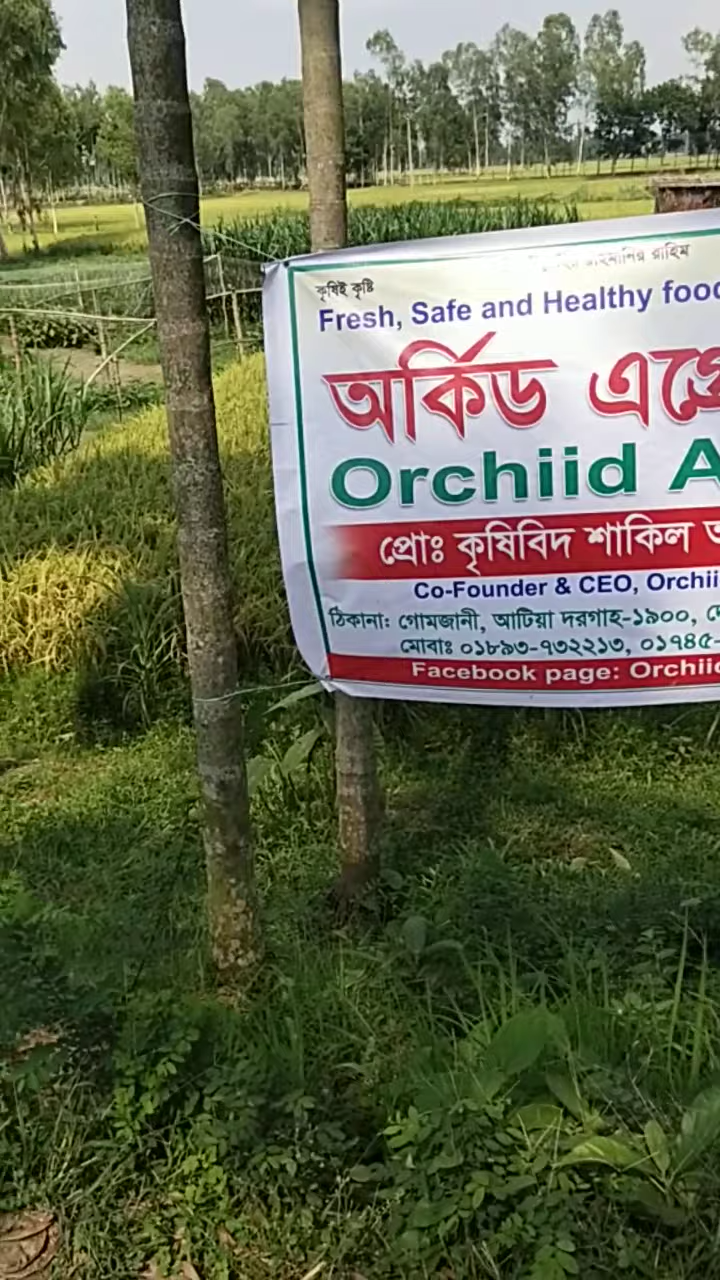 রাহিম
কৃষিই কৃষ্টি
Fresh, Safe and Healthy food
অর্কিড এগ্রো
Orchiid A
প্রোঃ কৃষিবিদ শাকিল
Co-Founder & CEO, Orchii
ঠিকানা: গোমজানী, আটিয়া দরগাহ-১৯০০,
মোবাঃ ০১৮৯৩-৭৩২২১৩, ০১৭৪৫-
Facebook page: Orchiid